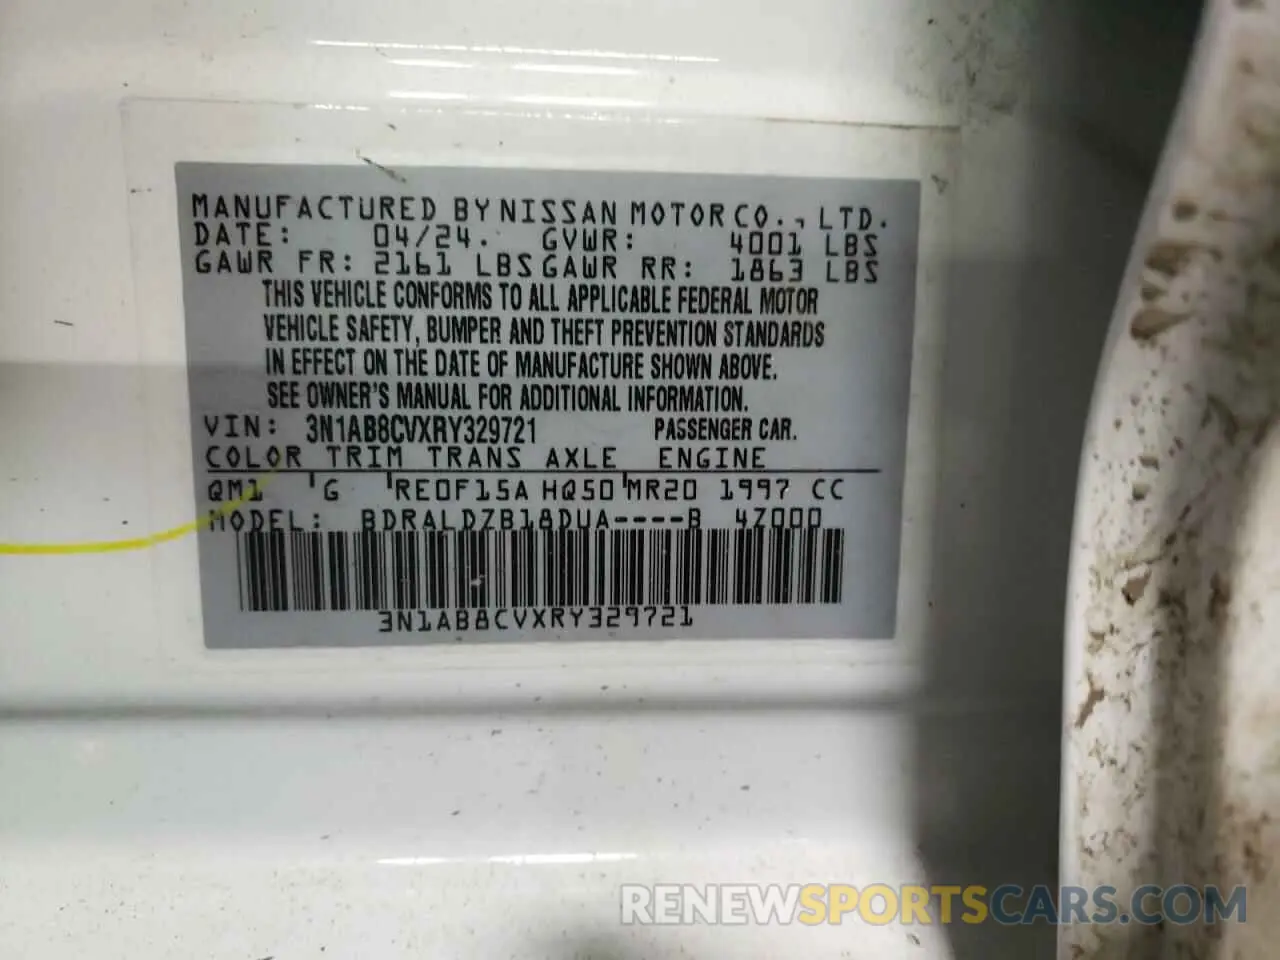 MANUFACTURED BY NISSAN MOTOR CO., LTD.
DATE: 04/24. GVWR: 4001 LBS
GAWR FR: 2161 LBS GAWR RR: 1863 LBS
THIS VEHICLE CONFORMS TO ALL APPLICABLE FEDERAL MOTOR
VEHICLE SAFETY, BUMPER AND THEFT PREVENTION STANDARDS
IN EFFECT ON THE DATE OF MANUFACTURE SHOWN ABOVE.
SEE OWNER'S MANUAL FOR ADDITIONAL INFORMATION.
VIN: 3N1AB8CVXRY329721 PASSENGER CAR.
COLOR TRIM TRANS AXLE ENGINE
QM1 'G 'RE0F15A HQ50'MR20 1997 CC
MODEL: BDRALDZB18DUA----B 4Z000
3N1AB8CVXRY329721
RENEWSPORTSCARS.COM